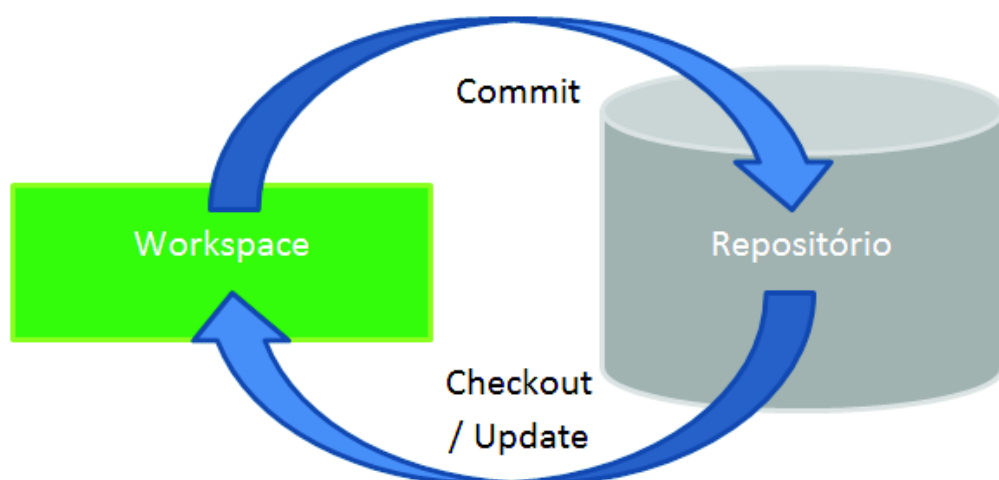 Commit
Workspace
Repositório
Checkout
/ Update